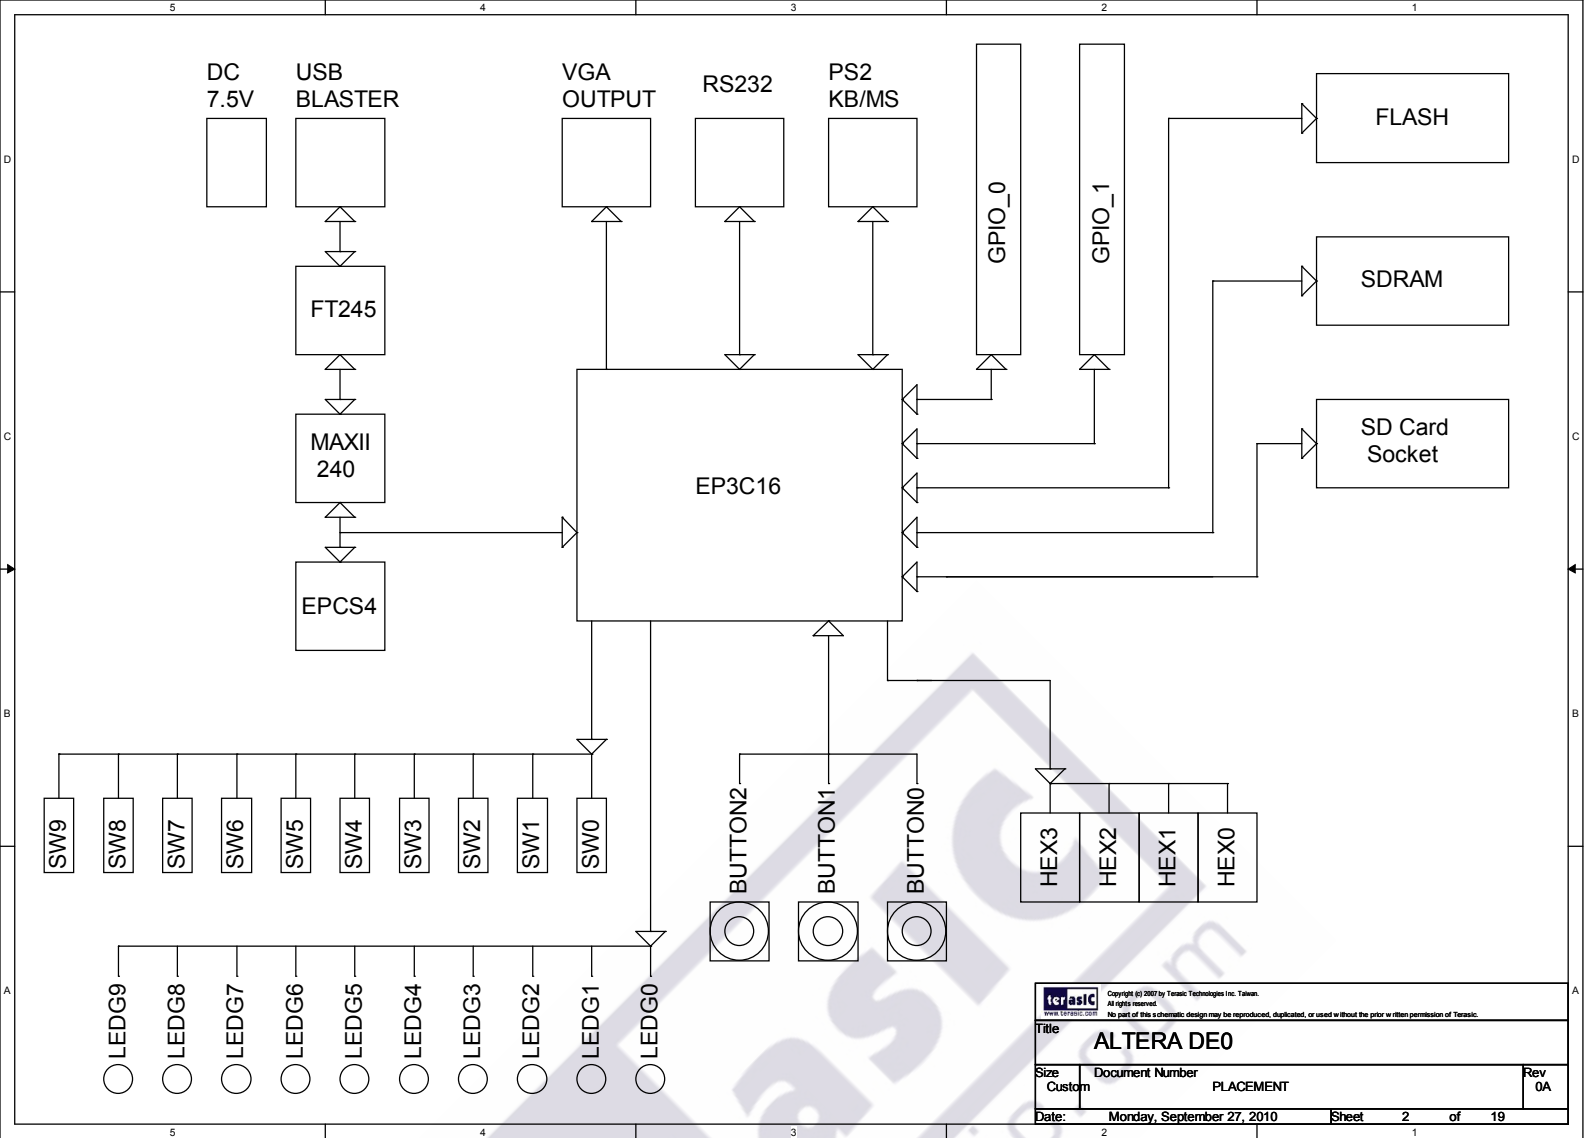 5 4 3 2 1
DC
7.5V
USB
BLASTER
VGA
OUTPUT
RS232
PS2
KB/MS
GPIO_0
GPIO_1
FLASH
D D
SDRAM
FT245
MAXII
240
SD Card
Socket
C C
EP3C16
EPCS4
B B
SW9
SW8
SW7
SW6
SW5
SW4
SW3
SW2
SW1
SW0
BUTTON2
BUTTON1
BUTTON0
HEX3
HEX2
HEX1
HEX0
A A
LEDG9
LEDG8
LEDG7
LEDG6
LEDG5
LEDG4
LEDG3
LEDG2
LEDG1
LEDG0
asic
io.com
terasic
www.terasic.com
Copyright (c) 2007 by Terasic Technologies Inc. Taiwan.
All rights reserved.
No part of this schematic design may be reproduced, duplicated, or used without the prior written permission of Terasic.
Title
ALTERA DE0
Size
Custom
Document Number
PLACEMENT
Rev
0A
Date: Monday, September 27, 2010 Sheet 2 of 19
5 4 3 2 1